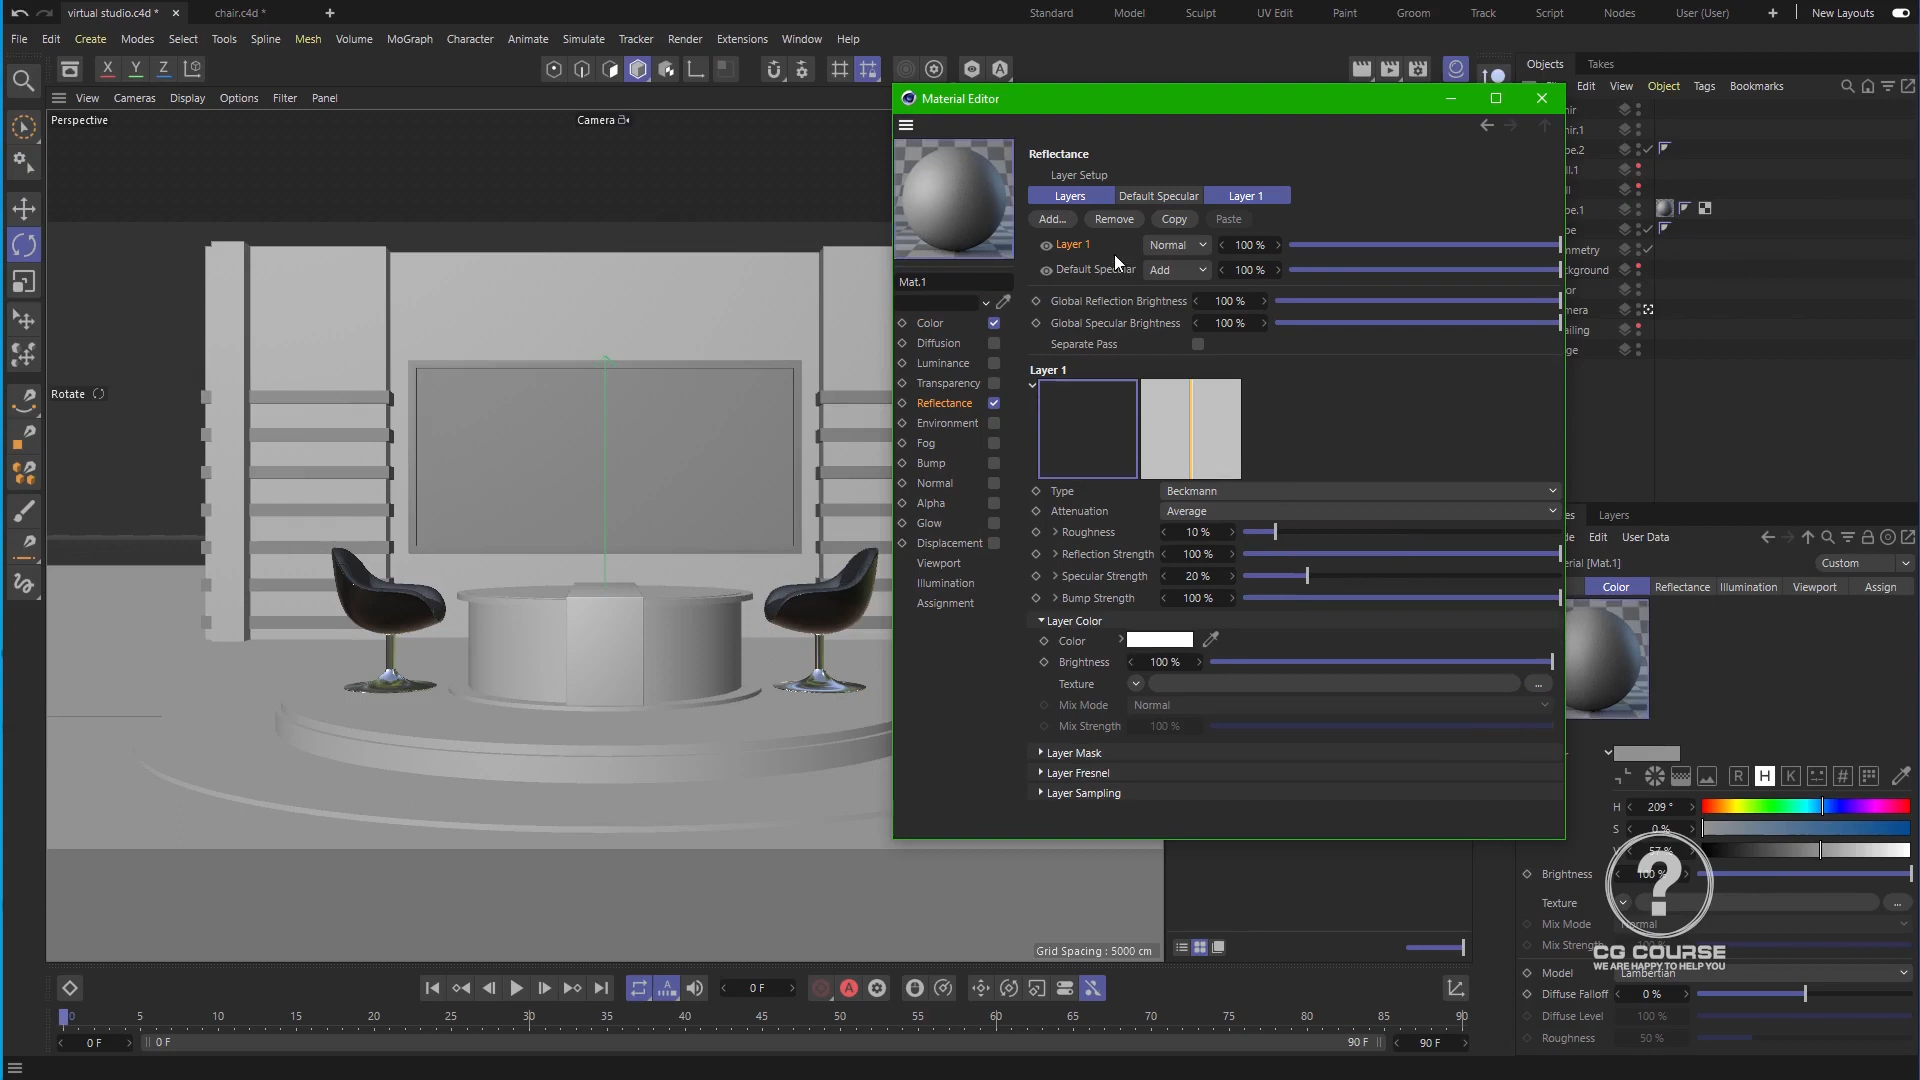 virtual studio.c4d *
chair.c4d *
Standard
Model
Sculpt
UV Edit
Paint
Groom
Track
Script
Nodes
User (User)
New Layouts
File Edit Create Modes Select Tools Spline Mesh Volume MoGraph Character Animate Simulate Tracker Render Extensions Window Help
X Y Z
Objects Takes
View Cameras Display Options Filter Panel
Edit View Object Tags Bookmarks
Perspective
Camera
Rotate
Grid Spacing : 5000 cm
Material Editor
Mat.1
Color
Diffusion
Luminance
Transparency
Reflectance
Environment
Fog
Bump
Normal
Alpha
Glow
Displacement
Viewport
Illumination
Assignment
Reflectance
Layer Setup
Layers Default Specular Layer 1
Add... Remove Copy Paste
Layer 1 Normal 100 %
Default Specular Add 100 %
Global Reflection Brightness 100 %
Global Specular Brightness 100 %
Separate Pass
Layer 1
Type Beckmann
Attenuation Average
Roughness 10 %
Reflection Strength 100 %
Specular Strength 20 %
Bump Strength 100 %
Layer Color
Color
Brightness 100 %
Texture ...
Mix Mode Normal
Mix Strength 100 %
Layer Mask
Layer Fresnel
Layer Sampling
Layers
Edit User Data
[Mat.1]
Custom
Color Reflectance Illumination Viewport Assign
R H K #
H 209 °
S 0 %
57 %
Brightness 100 %
Texture ...
Mix Mode Normal
Mix Strength 100 %
Model Lambertian
Diffuse Falloff 0 %
Diffuse Level 100 %
Roughness 50 %
?
CG COURSE
WE ARE HAPPY TO HELP YOU
A
0 F
A
0 5 10 15 20 25 30 35 40 45 50 55 60 65 70 75 80 85 90
0 F
0 F
90 F
90 F